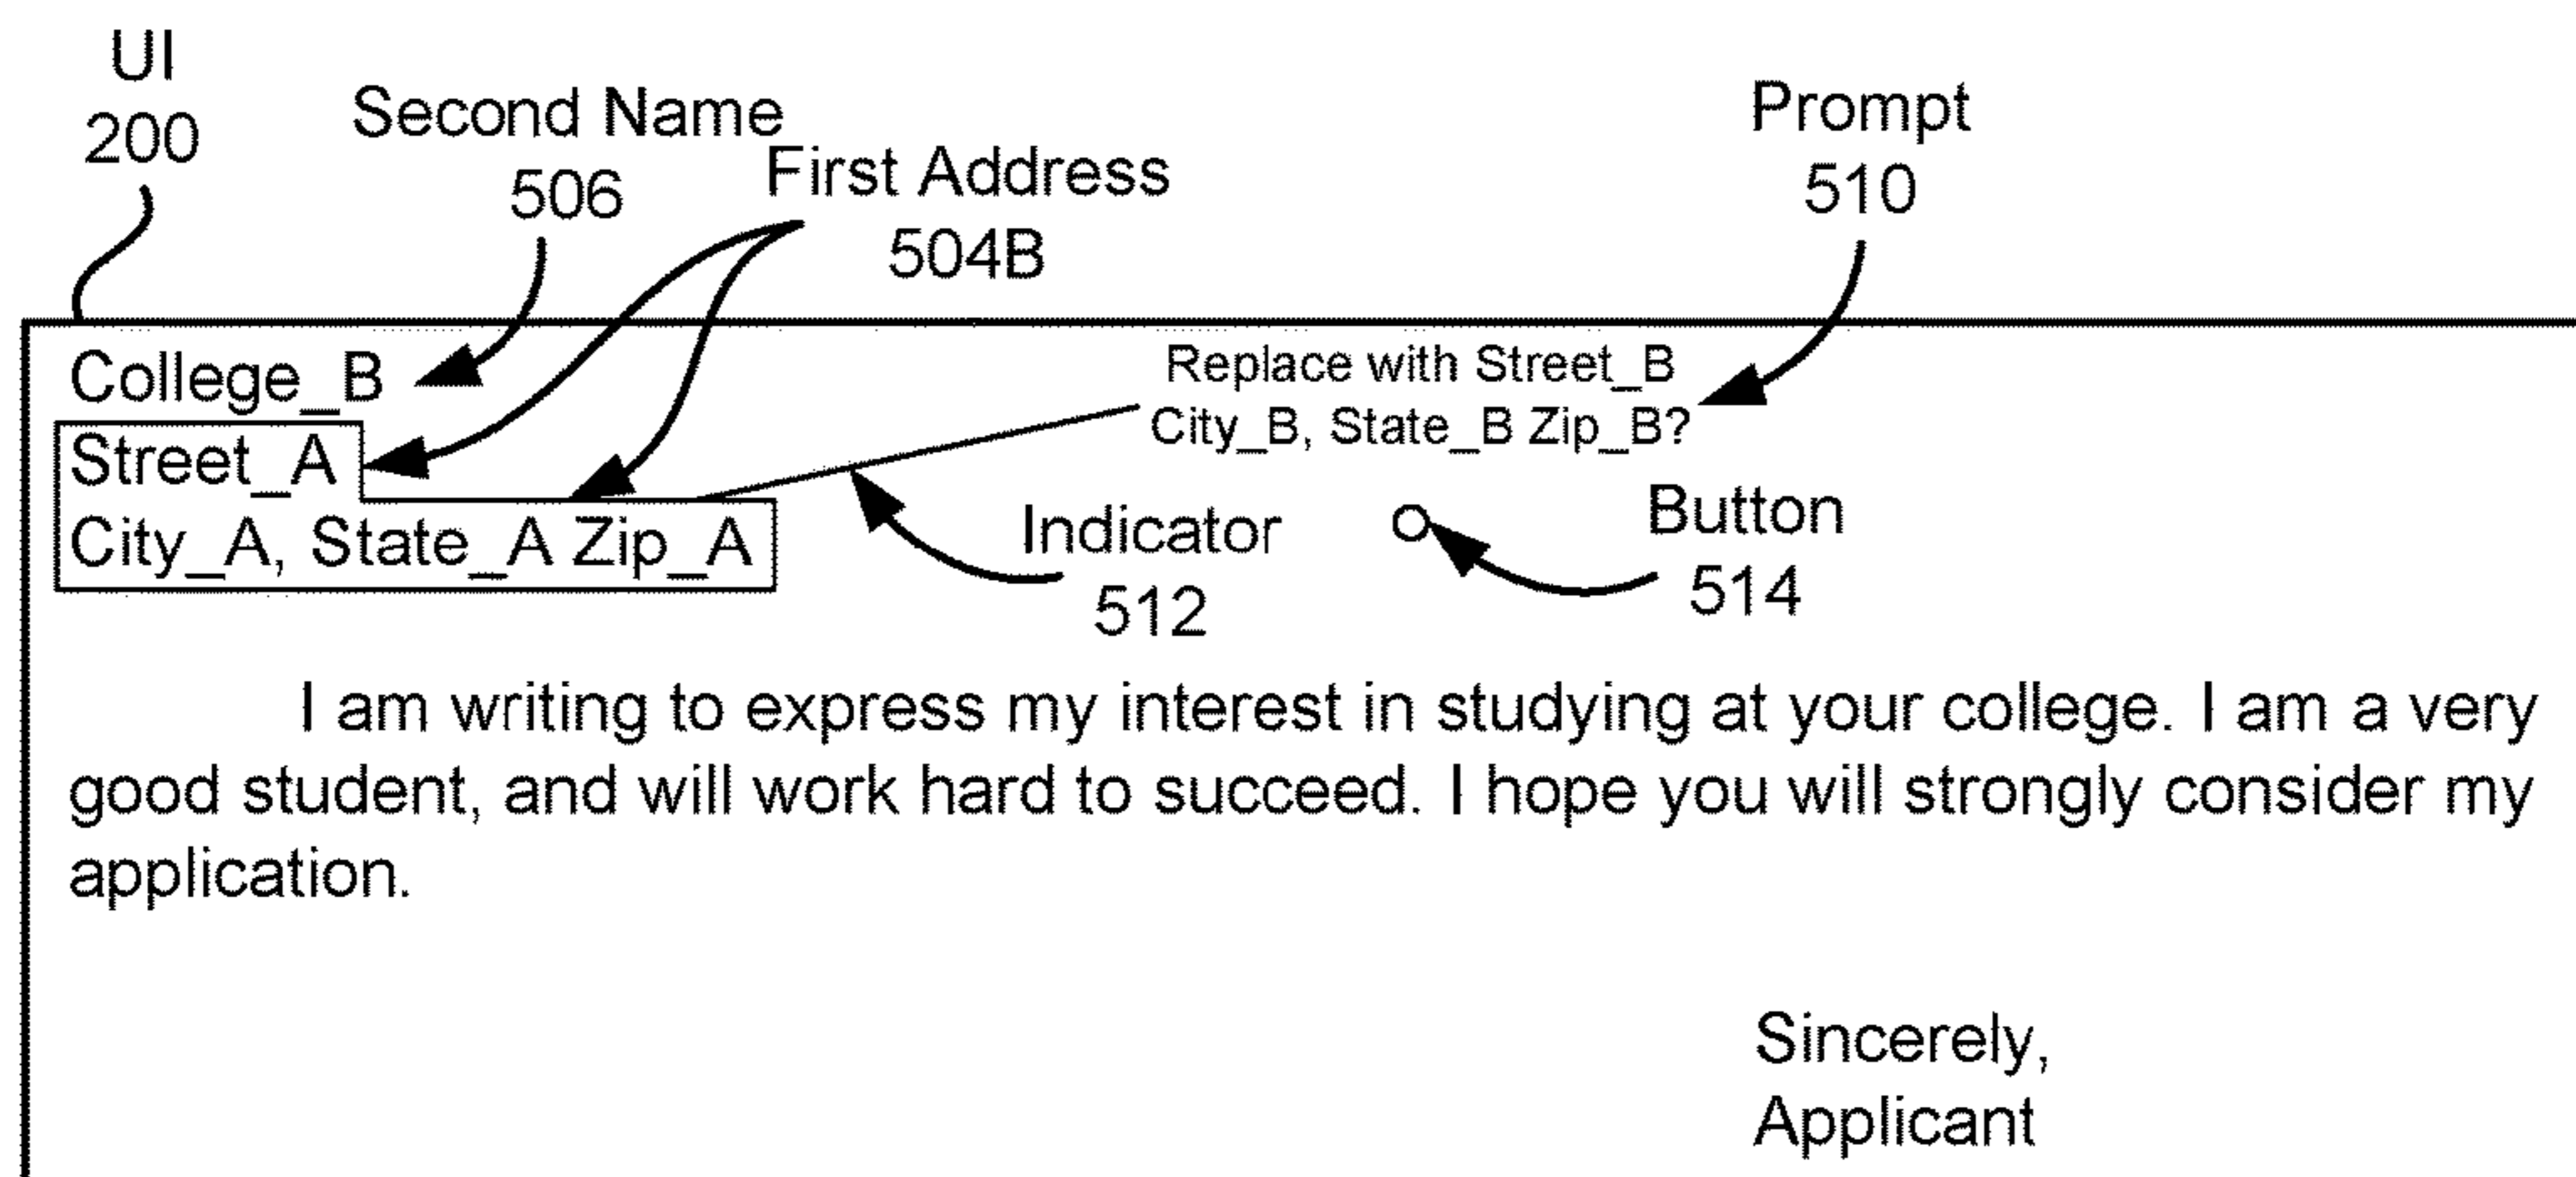 UI
200
Second Name
506
First Address
504B
Prompt
510
College_B
Street_A
City_A, State_A Zip_A
Replace with Street_B
City_B, State_B Zip_B?
Indicator
512
Button
514
I am writing to express my interest in studying at your college. I am a very
good student, and will work hard to succeed. I hope you will strongly consider my
application.
Sincerely,
Applicant